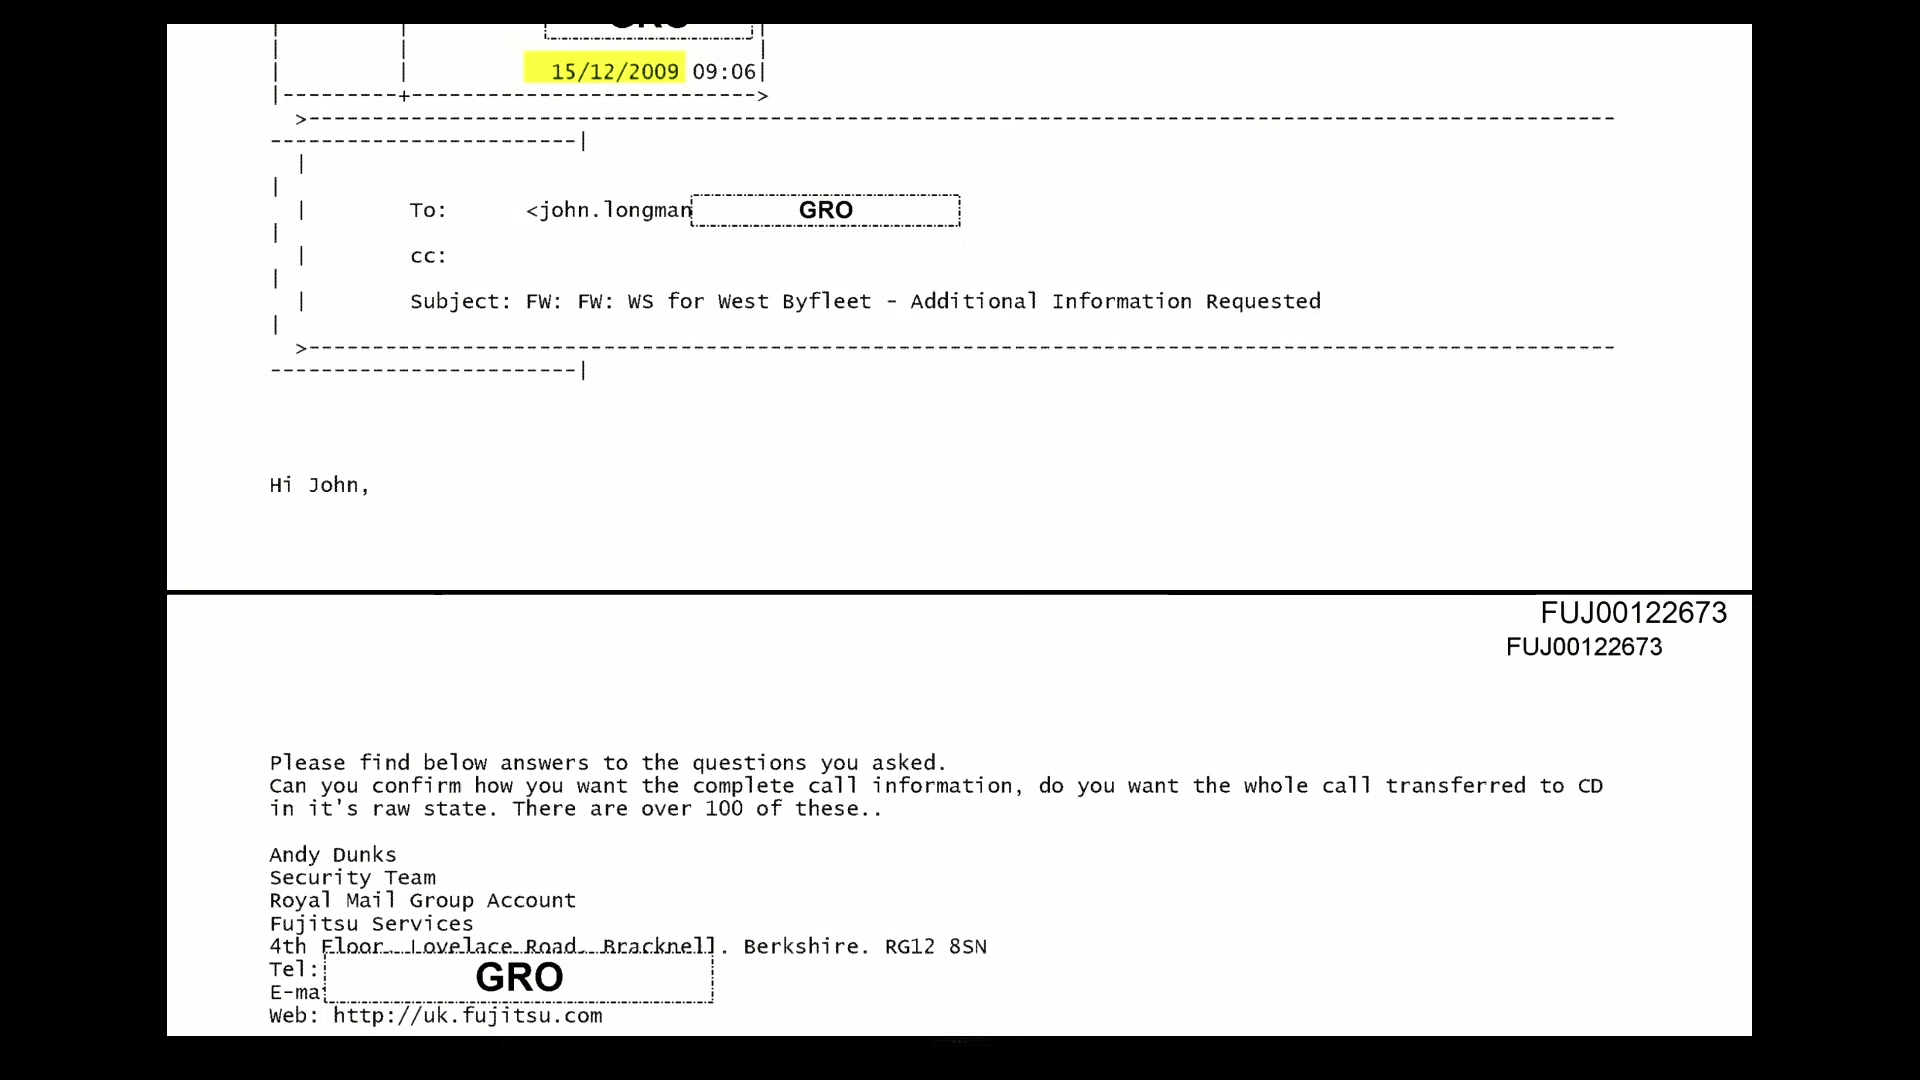 GRO
| | |
| | |
| | 15/12/2009 09:06|
|---------+--------------------------->
>------------------------------------------------------------------------------------------------------
------------------------|
|
|
| To: <john.longman GRO
|
| cc:
|
| Subject: FW: FW: WS for West Byfleet - Additional Information Requested
|
>------------------------------------------------------------------------------------------------------
------------------------|
Hi John,
FUJ00122673
FUJ00122673
Please find below answers to the questions you asked.
Can you confirm how you want the complete call information, do you want the whole call transferred to CD
in it's raw state. There are over 100 of these..
Andy Dunks
Security Team
Royal Mail Group Account
Fujitsu Services
4th Floor. Lovelace Road. Bracknell. Berkshire. RG12 8SN
Tel: GRO
E-ma
Web: http://uk.fujitsu.com